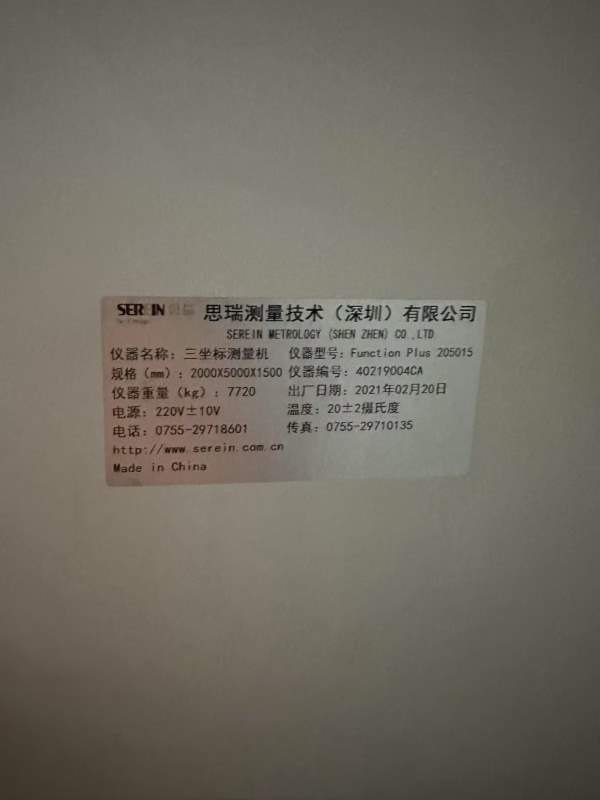 SEREIN 思瑞测量技术（深圳）有限公司
SEREIN METROLOGY (SHEN ZHEN) CO.,LTD
仪器名称：三坐标测量机 仪器型号：Function Plus 205015
规格（mm）：2000X5000X1500 仪器编号：40219004CA
仪器重量（kg）：7720 出厂日期：2021年02月20日
电源：220V±10V 温度：20±2摄氏度
电话：0755-29718601 传真：0755-29710135
http://www.serein.com.cn
Made in China